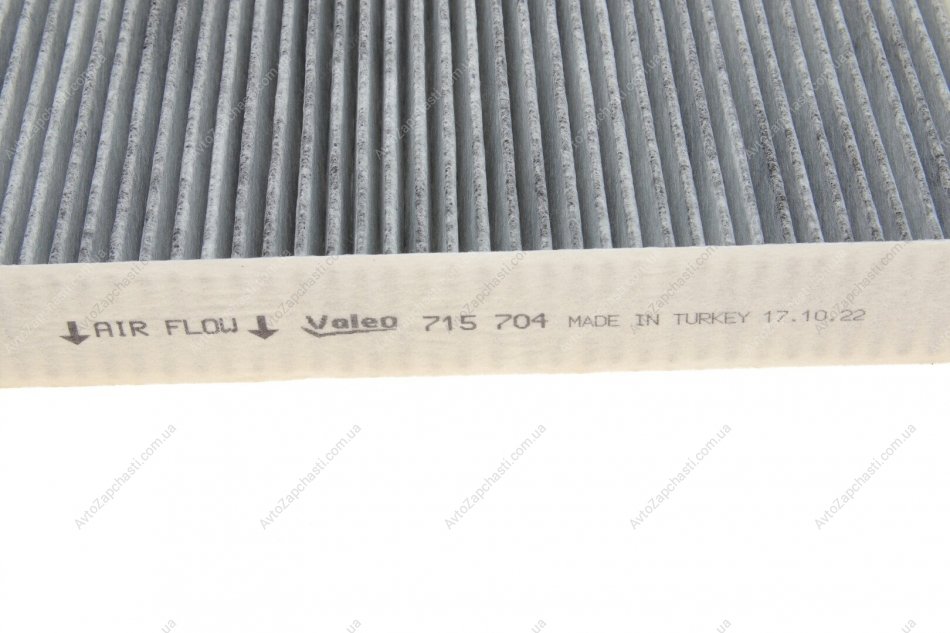 ↓ AIR FLOW ↓ Valeo 715 704 MADE IN TURKEY 17.10.22
AvtoZapchasti.com.ua